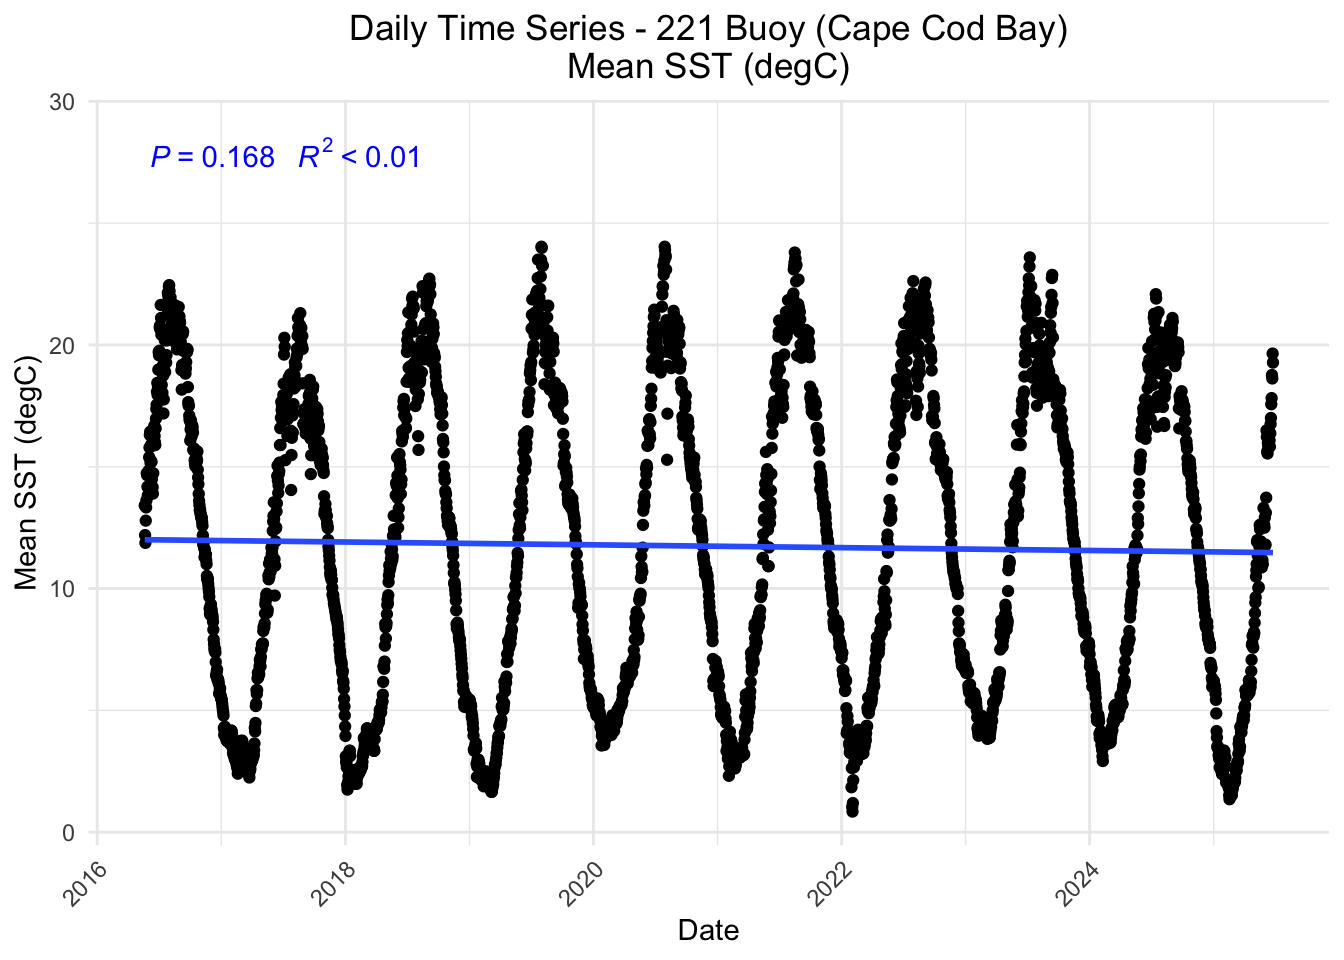 Daily Time Series - 221 Buoy (Cape Cod Bay)
Mean SST (degC)
30
P = 0.168 R² < 0.01
20
10
0
Mean SST (degC)
2016
2018
2020
2022
2024
Date